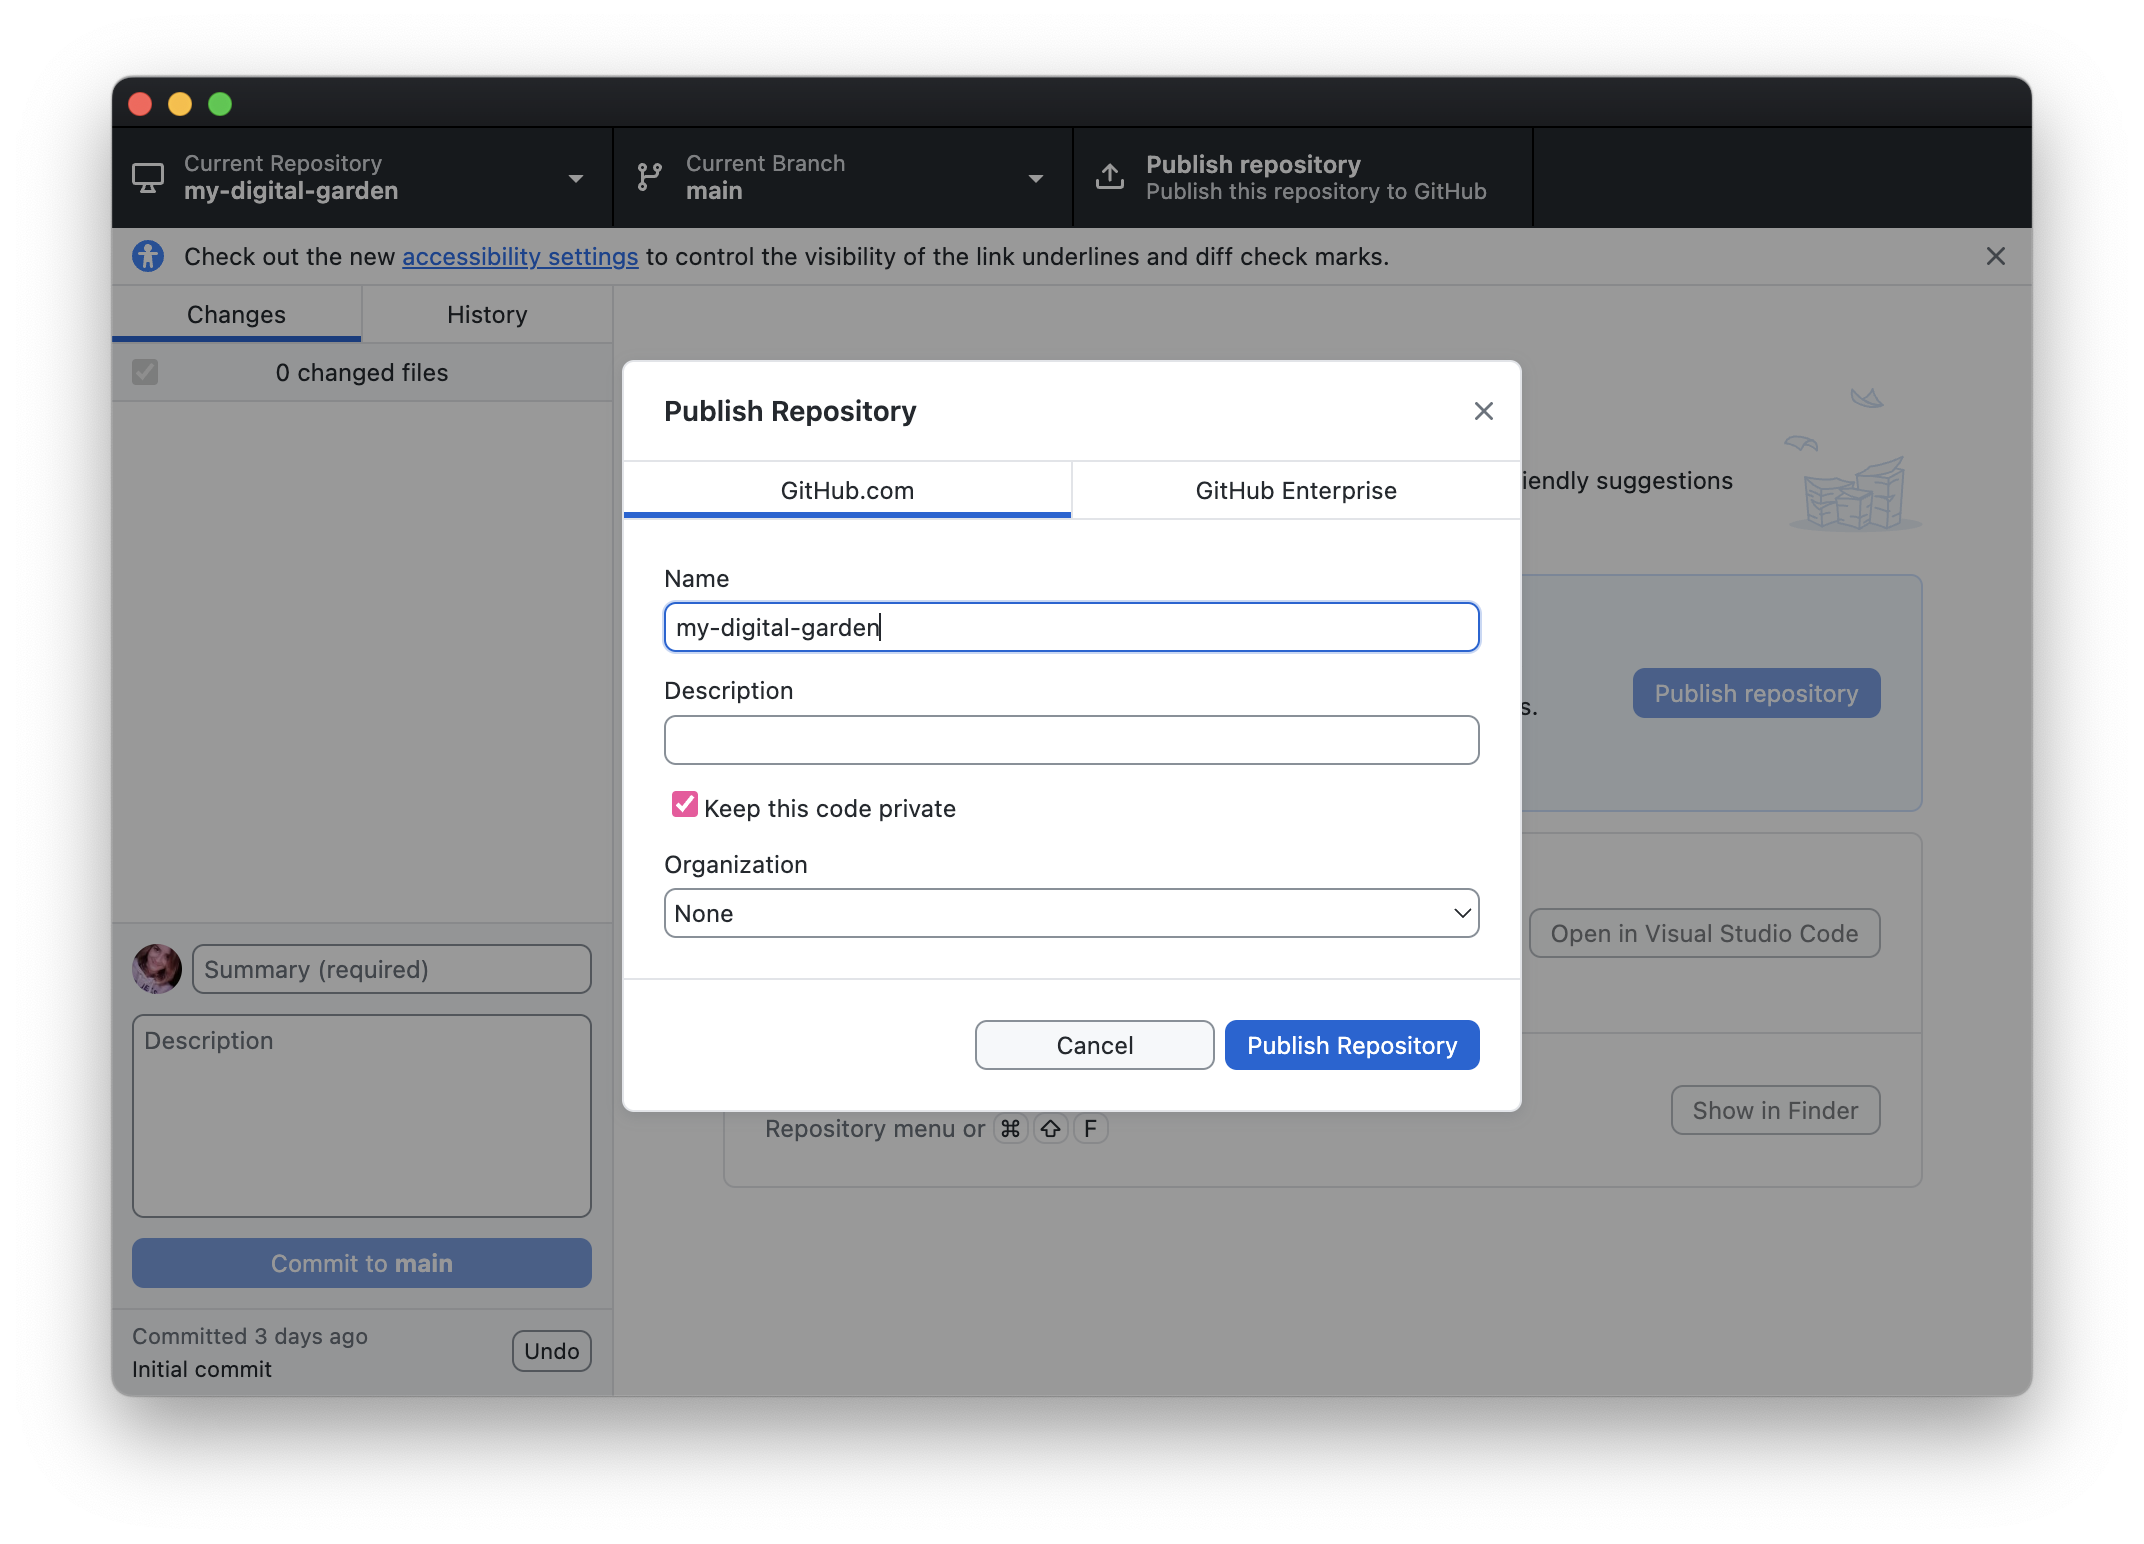 Current Repository
my-digital-garden
Current Branch
main
Publish repository
Publish this repository to GitHub
Check out the new accessibility settings to control the visibility of the link underlines and diff check marks.
Changes
History
0 changed files
Publish Repository
GitHub.com
GitHub Enterprise
iendly suggestions
Name
my-digital-garden
Description
s.
Publish repository
Keep this code private
Organization
None
Open in Visual Studio Code
Cancel
Publish Repository
Show in Finder
Repository menu or ⌘ ⇧ F
Summary (required)
Description
Commit to main
Committed 3 days ago
Initial commit
Undo